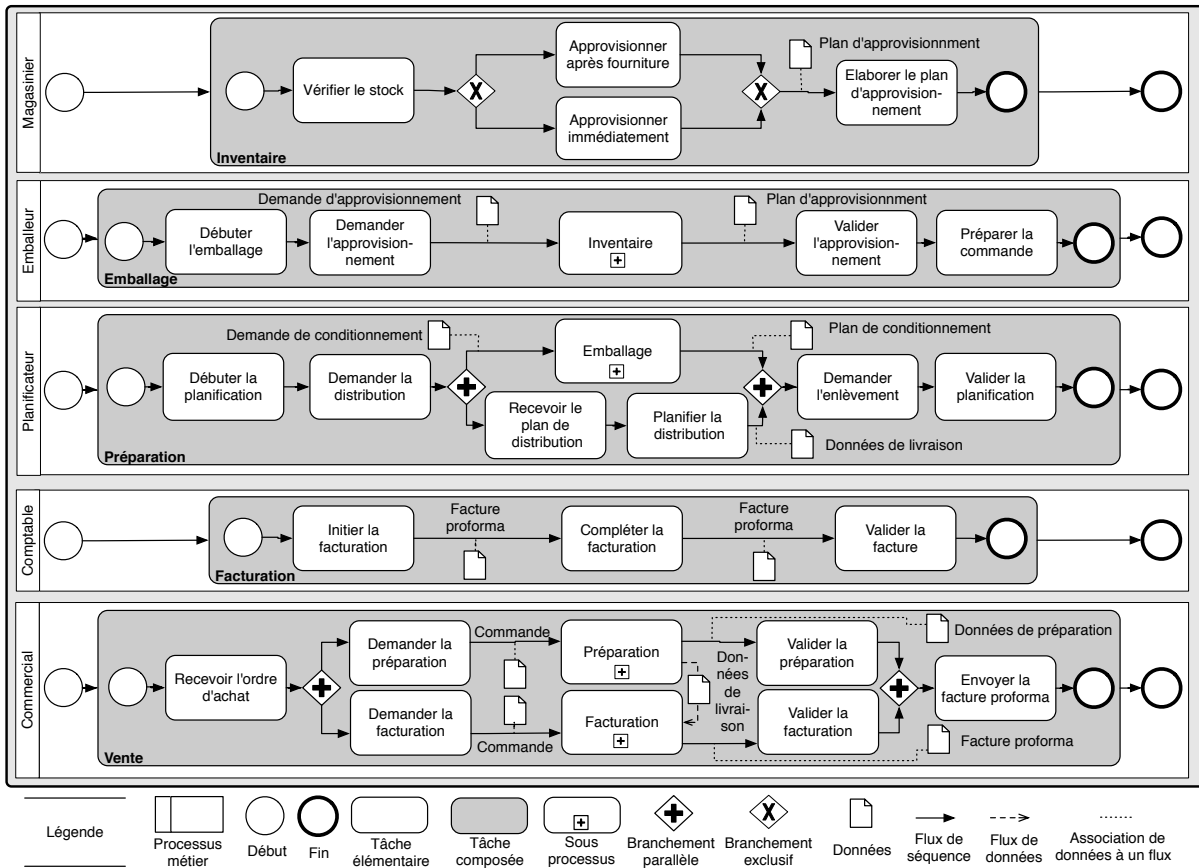 Magasinier
Vérifier le stock
Approvisionner
après fourniture
Approvisionner
immédiatement
Plan d'approvisionnment
Elaborer le plan
d'approvision-
nement
Inventaire
Emballeur
Débuter
l'emballage
Demander
l'approvision-
nement
Demande d'approvisionnement
Inventaire
Plan d'approvisionnment
Valider
l'approvision-
nement
Préparer la
commande
Emballage
Planificateur
Débuter la
planification
Demander la
distribution
Demande de conditionnement
Emballage
Recevoir le
plan de
distribution
Planifier la
distribution
Plan de conditionnement
Données de livraison
Demander
l'enlèvement
Valider la
planification
Préparation
Comptable
Initier la
facturation
Facture
proforma
Compléter la
facturation
Facture
proforma
Valider la
facture
Facturation
Commercial
Recevoir l'ordre
d'achat
Demander la
préparation
Demander la
facturation
Commande
Commande
Préparation
Facturation
Don-
nées de
livrai-
son
Valider la
préparation
Valider la
facturation
Données de préparation
Envoyer la
facture proforma
Facture proforma
Vente
Légende
Processus
métier
Début
Fin
Tâche
élémentaire
Tâche
composée
Sous
processus
Branchement
parallèle
Branchement
exclusif
Données
Flux de
séquence
Flux de
données
Association de
données à un flux